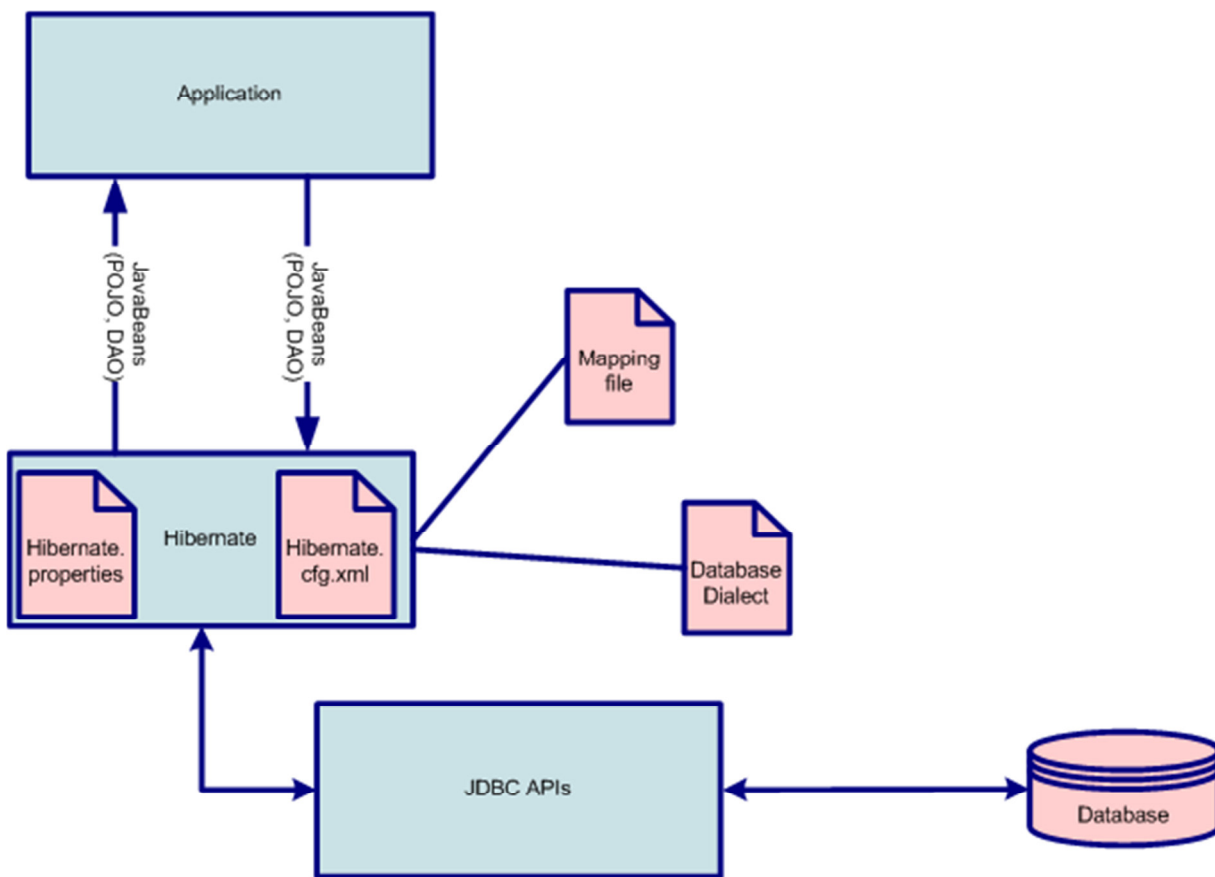 Application
JavaBeans
(POJO, DAO)
JavaBeans
(POJO, DAO)
Mapping
file
Hibernate.
properties
Hibernate
Hibernate.
cfg.xml
Database
Dialect
JDBC APIs
Database